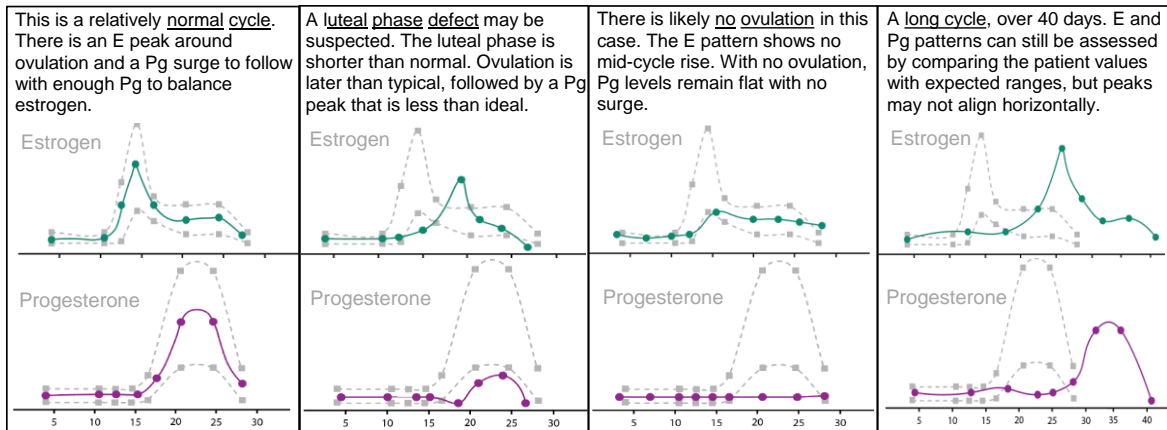 This is a relatively normal cycle.
There is an E peak around
ovulation and a Pg surge to follow
with enough Pg to balance
estrogen.
Estrogen
Progesterone
5 10 15 20 25 30
A luteal phase defect may be
suspected. The luteal phase is
shorter than normal. Ovulation is
later than typical, followed by a Pg
peak that is less than ideal.
Estrogen
Progesterone
5 10 15 20 25 30
There is likely no ovulation in this
case. The E pattern shows no
mid-cycle rise. With no ovulation,
Pg levels remain flat with no
surge.
Estrogen
Progesterone
5 10 15 20 25 30
A long cycle, over 40 days. E and
Pg patterns can still be assessed
by comparing the patient values
with expected ranges, but peaks
may not align horizontally.
Estrogen
Progesterone
5 10 15 20 25 30 35 40